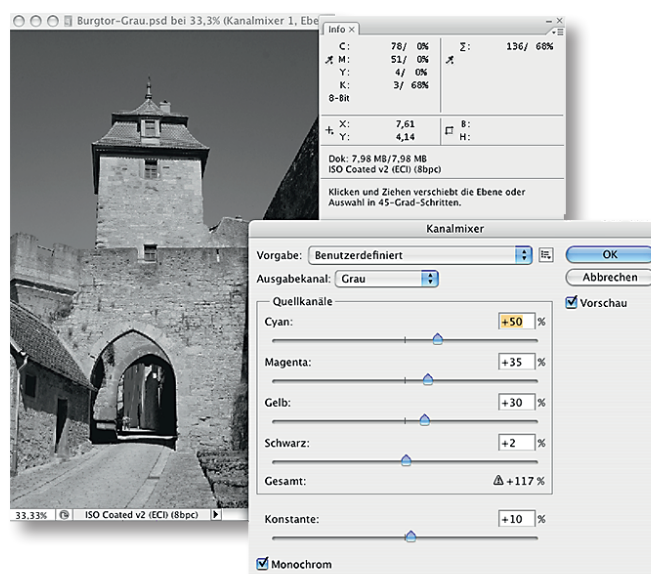 Burgtor-Grau.psd bei 33,3% (Kanalmixer 1, Ebe
Info ×
C: 78/ 0% Σ: 136/ 68%
M: 51/ 0%
Y: 4/ 0%
K: 3/ 68%
8-Bit
X: 7,61 B:
Y: 4,14 H:
Dok: 7,98 MB/7,98 MB
ISO Coated v2 (ECI) (8bpc)
Klicken und Ziehen verschiebt die Ebene oder
Auswahl in 45-Grad-Schritten.
Kanalmixer
Vorgabe: Benutzerdefiniert OK
Ausgabekanal: Grau Abbrechen
Quellkanäle Vorschau
Cyan: +50 %
Magenta: +35 %
Gelb: +30 %
Schwarz: +2 %
Gesamt: +117 %
Konstante: +10 %
Monochrom
33,33% ISO Coated v2 (ECI) (8bpc)